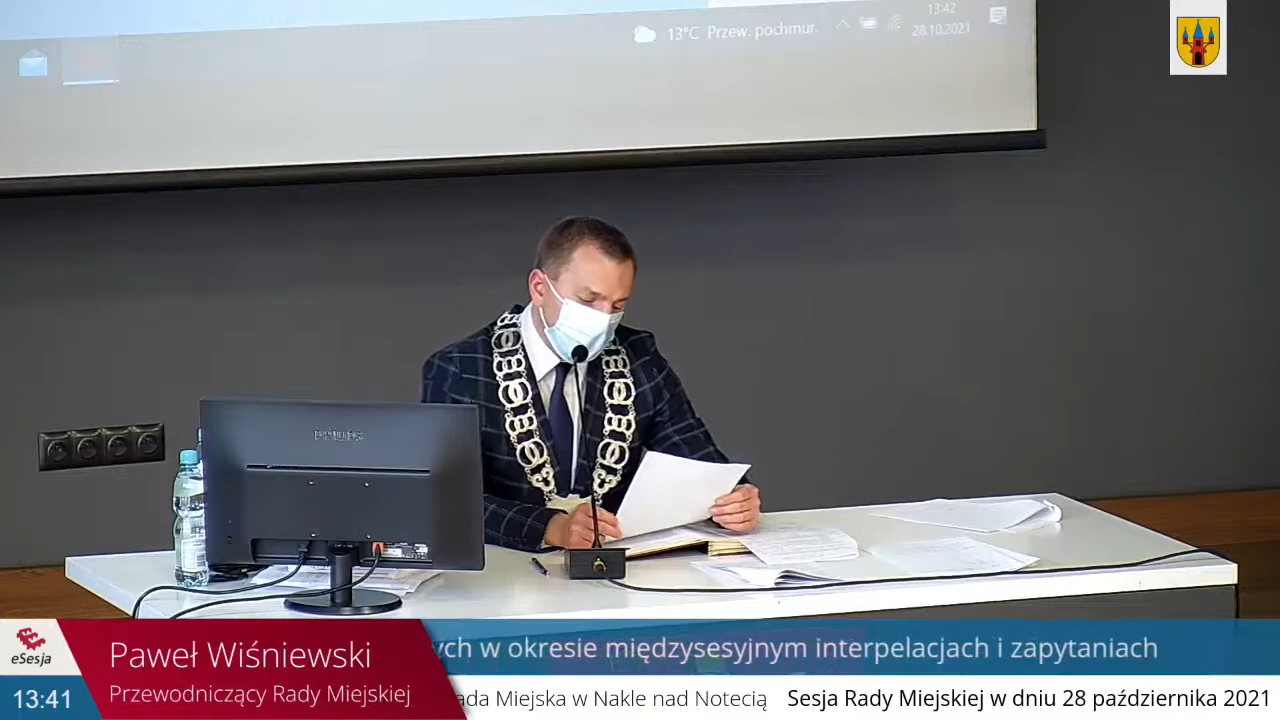 13:42
13°C Przew. pochmur.
28.10.2021
PHILIPS
eSesja
13:41
Paweł Wiśniewski
Przewodniczący Rady Miejskiej
ych w okresie międzysesyjnym interpelacjach i zapytaniach
ada Miejska w Nakle nad Notecią
Sesja Rady Miejskiej w dniu 28 października 2021